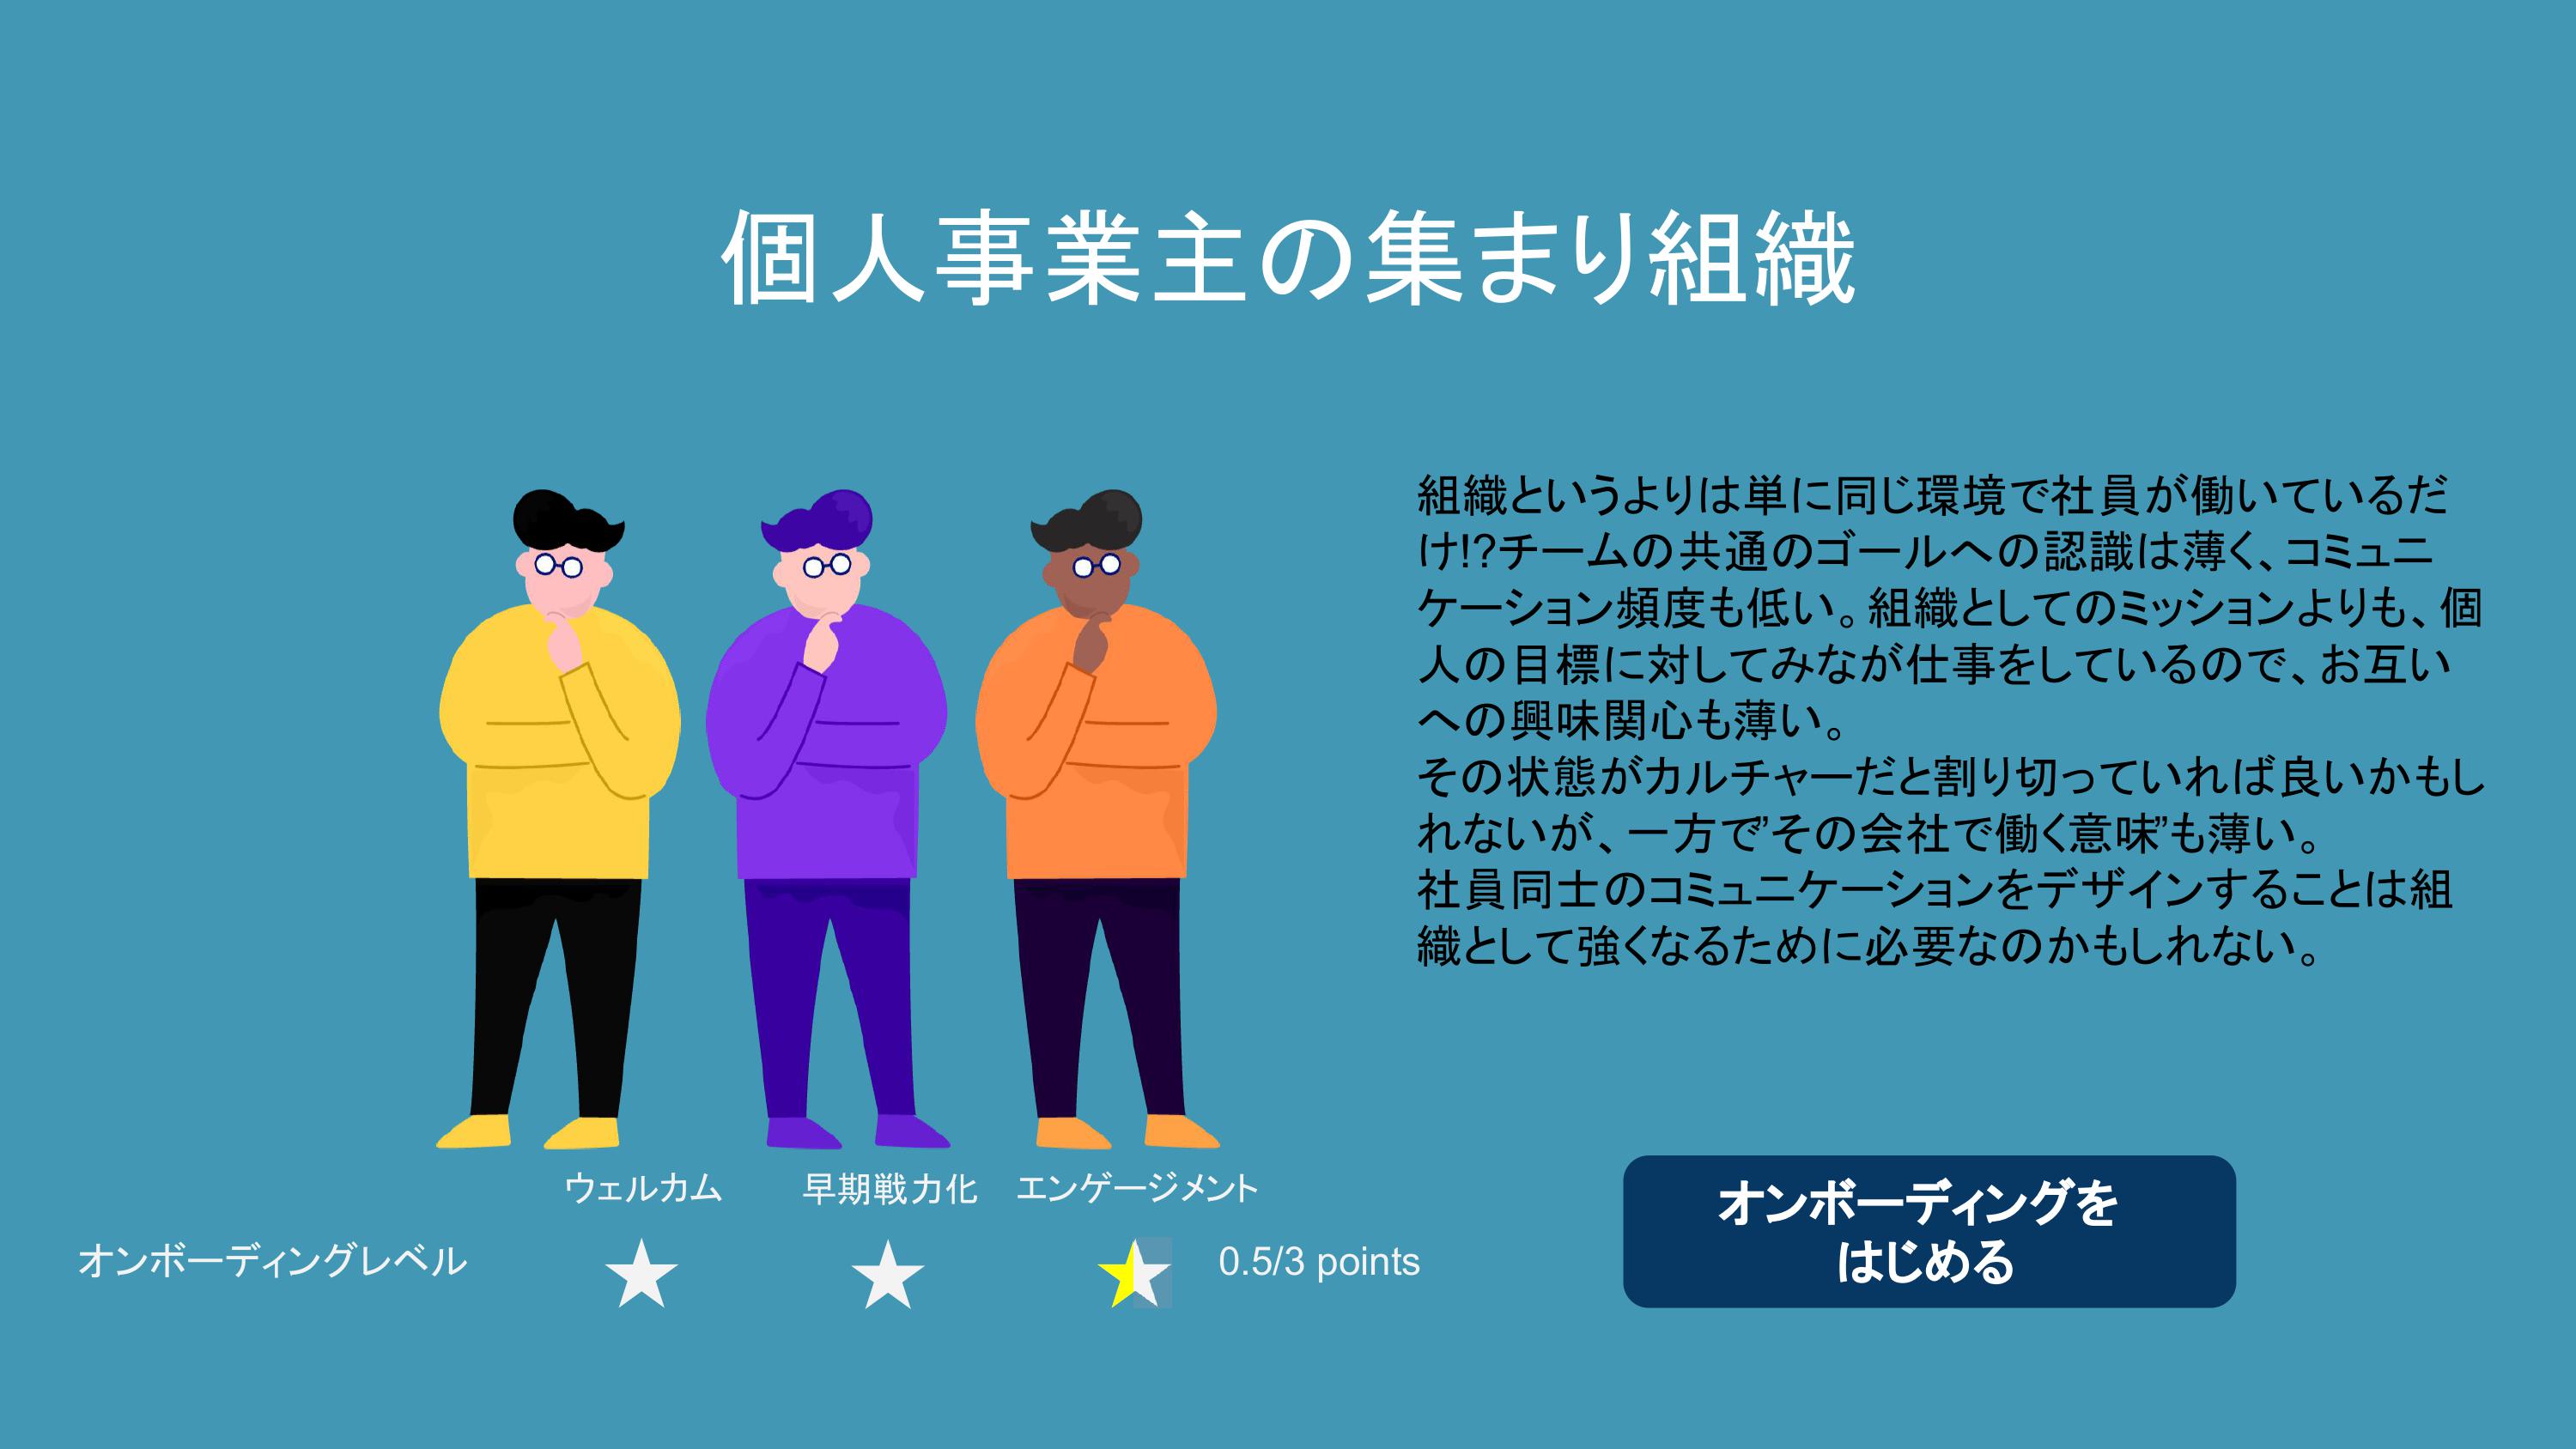 個人事業主の集まり組織
組織というよりは単に同じ環境で社員が働いているだ
け!?チームの共通のゴールへの認識は薄く、コミュニ
ケーション頻度も低い。組織としてのミッションよりも、個
人の目標に対してみなが仕事をしているので、お互い
への興味関心も薄い。
その状態がカルチャーだと割り切っていれば良いかもし
れないが、一方で”その会社で働く意味”も薄い。
社員同士のコミュニケーションをデザインすることは組
織として強くなるために必要なのかもしれない。
ウェルカム 早期戦力化 エンゲージメント
オンボーディングレベル 0.5/3 points
オンボーディングを
はじめる